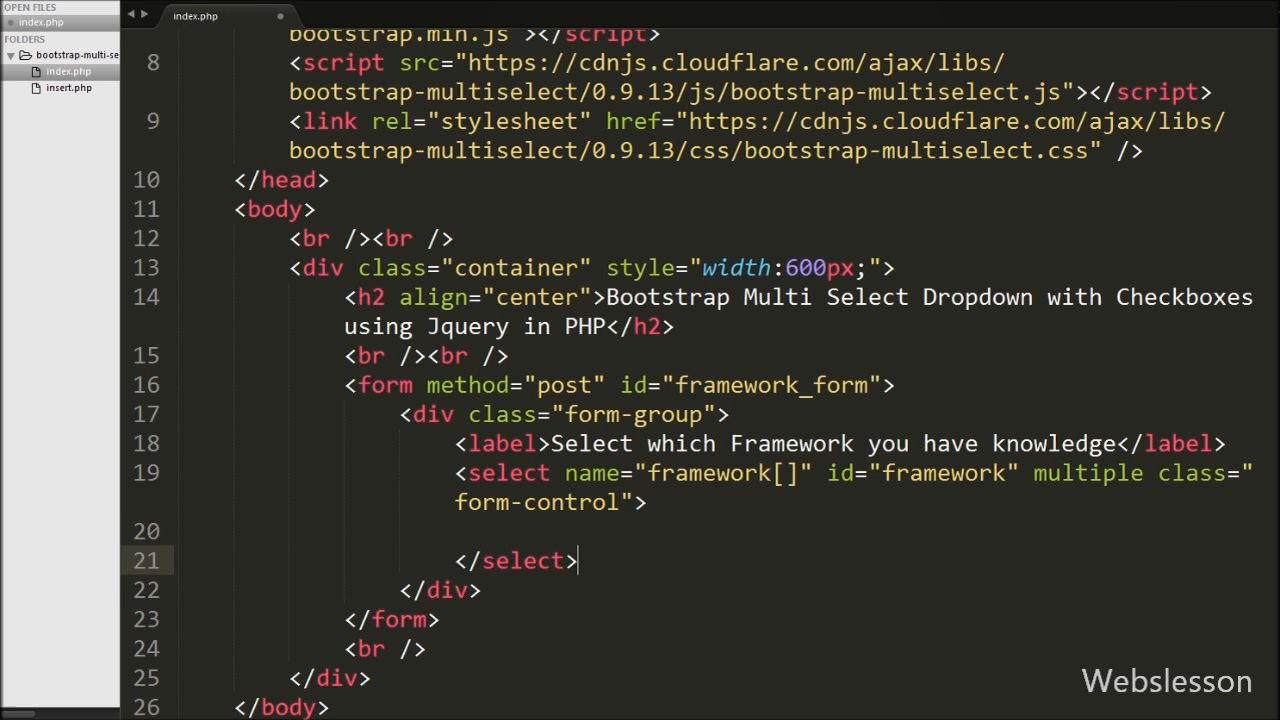 OPEN FILES
index.php
FOLDERS
bootstrap-multi-se
index.php
insert.php
index.php
bootstrap.min.js"></script>
8 <script src="https://cdnjs.cloudflare.com/ajax/libs/
bootstrap-multiselect/0.9.13/js/bootstrap-multiselect.js"></script>
9 <link rel="stylesheet" href="https://cdnjs.cloudflare.com/ajax/libs/
bootstrap-multiselect/0.9.13/css/bootstrap-multiselect.css" />
10 </head>
11 <body>
12 <br /><br />
13 <div class="container" style="width:600px;">
14 <h2 align="center">Bootstrap Multi Select Dropdown with Checkboxes
using Jquery in PHP</h2>
15 <br /><br />
16 <form method="post" id="framework_form">
17 <div class="form-group">
18 <label>Select which Framework you have knowledge</label>
19 <select name="framework[]" id="framework" multiple class="
form-control">
20
21 </select>
22 </div>
23 </form>
24 <br />
25 </div>
26 </body>
Webslesson